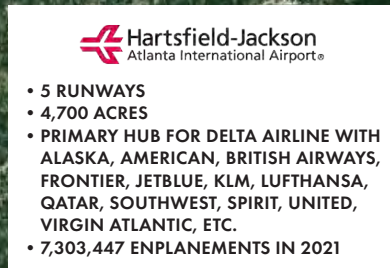 Hartsfield-Jackson
Atlanta International Airport®
• 5 RUNWAYS
• 4,700 ACRES
• PRIMARY HUB FOR DELTA AIRLINE WITH
ALASKA, AMERICAN, BRITISH AIRWAYS,
FRONTIER, JETBLUE, KLM, LUFTHANSA,
QATAR, SOUTHWEST, SPIRIT, UNITED,
VIRGIN ATLANTIC, ETC.
• 7,303,447 ENPLANEMENTS IN 2021